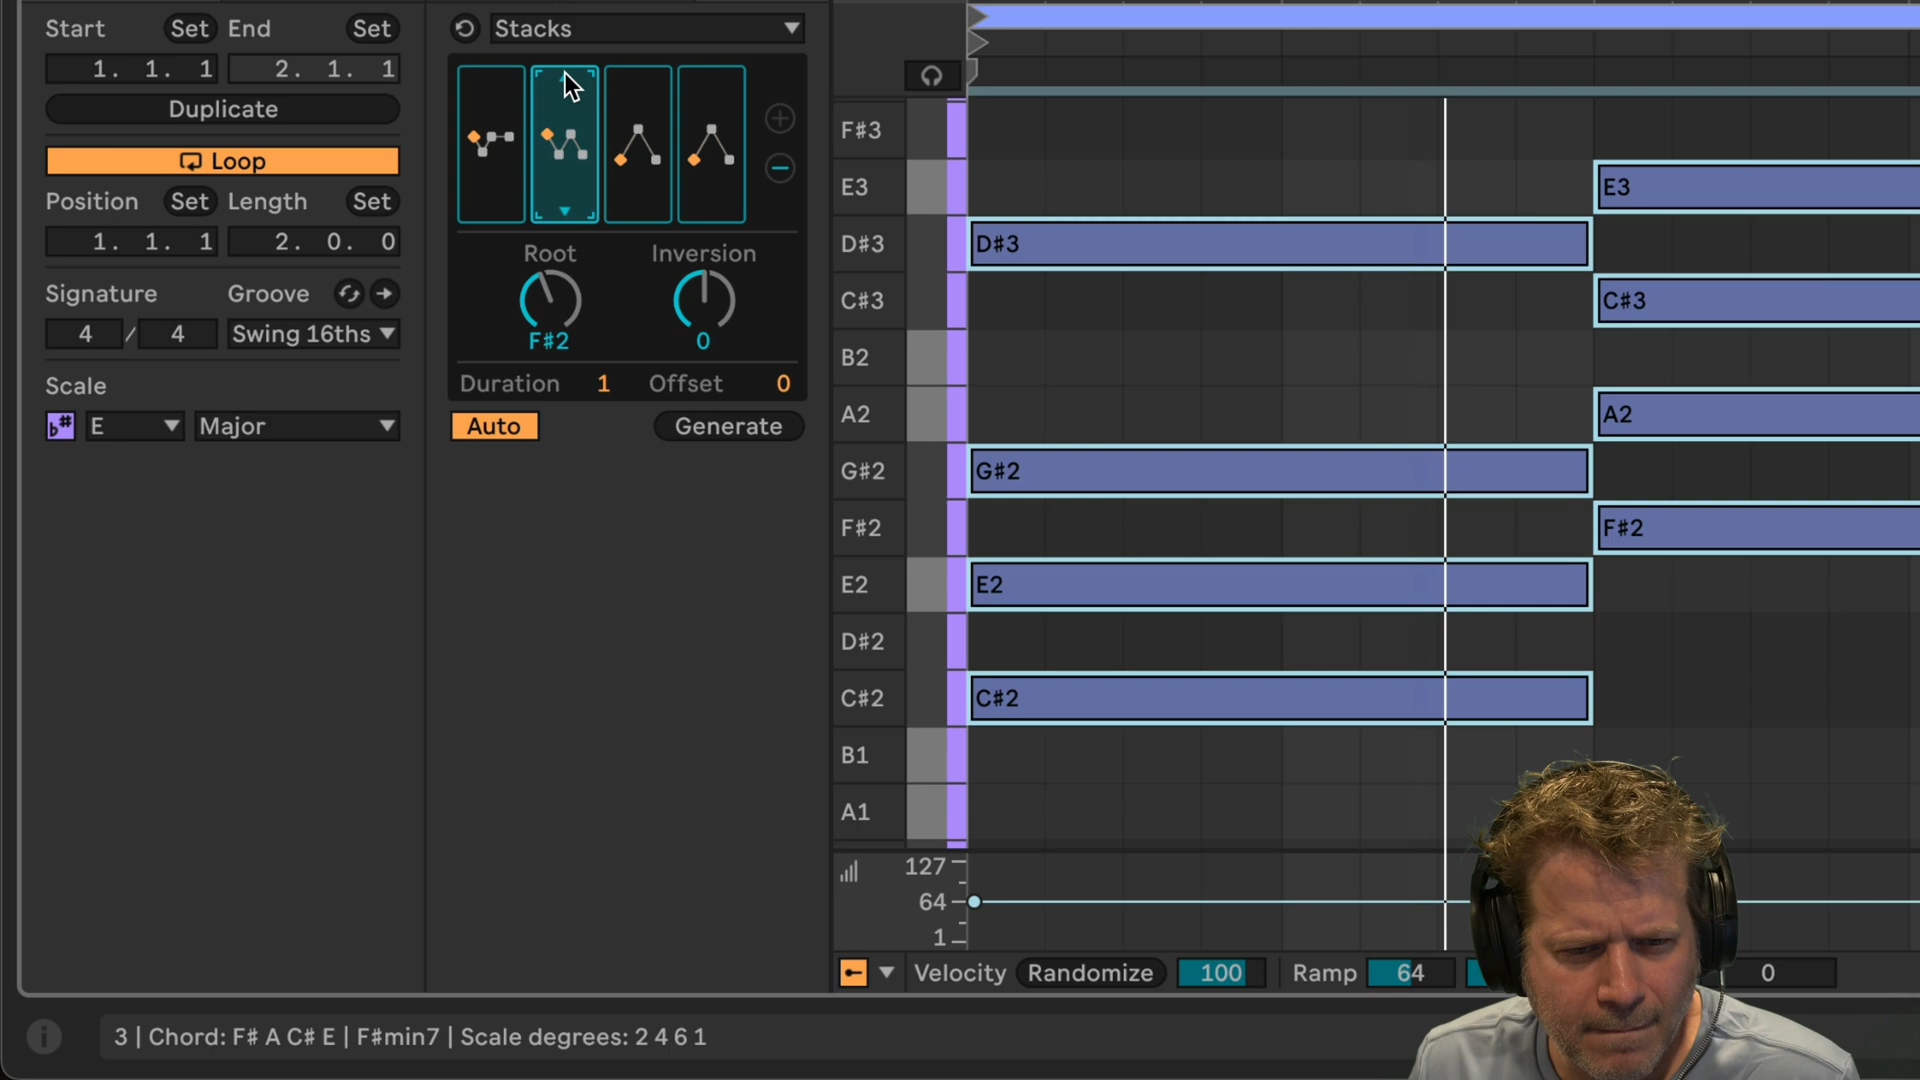 Start Set End Set
1. 1. 1 2. 1. 1
Duplicate
Loop
Position Set Length Set
1. 1. 1 2. 0. 0
Signature Groove
4 / 4 Swing 16ths
Scale
♭# E Major
Stacks
Root Inversion
F#2 0
Duration 1 Offset 0
Auto Generate
F#3
E3 E3
D#3 D#3
C#3 C#3
B2
A2 A2
G#2 G#2
F#2 F#2
E2 E2
D#2
C#2 C#2
B1
A1
127
64
1
Velocity Randomize 100 Ramp 64 0
3 | Chord: F# A C# E | F#min7 | Scale degrees: 2 4 6 1